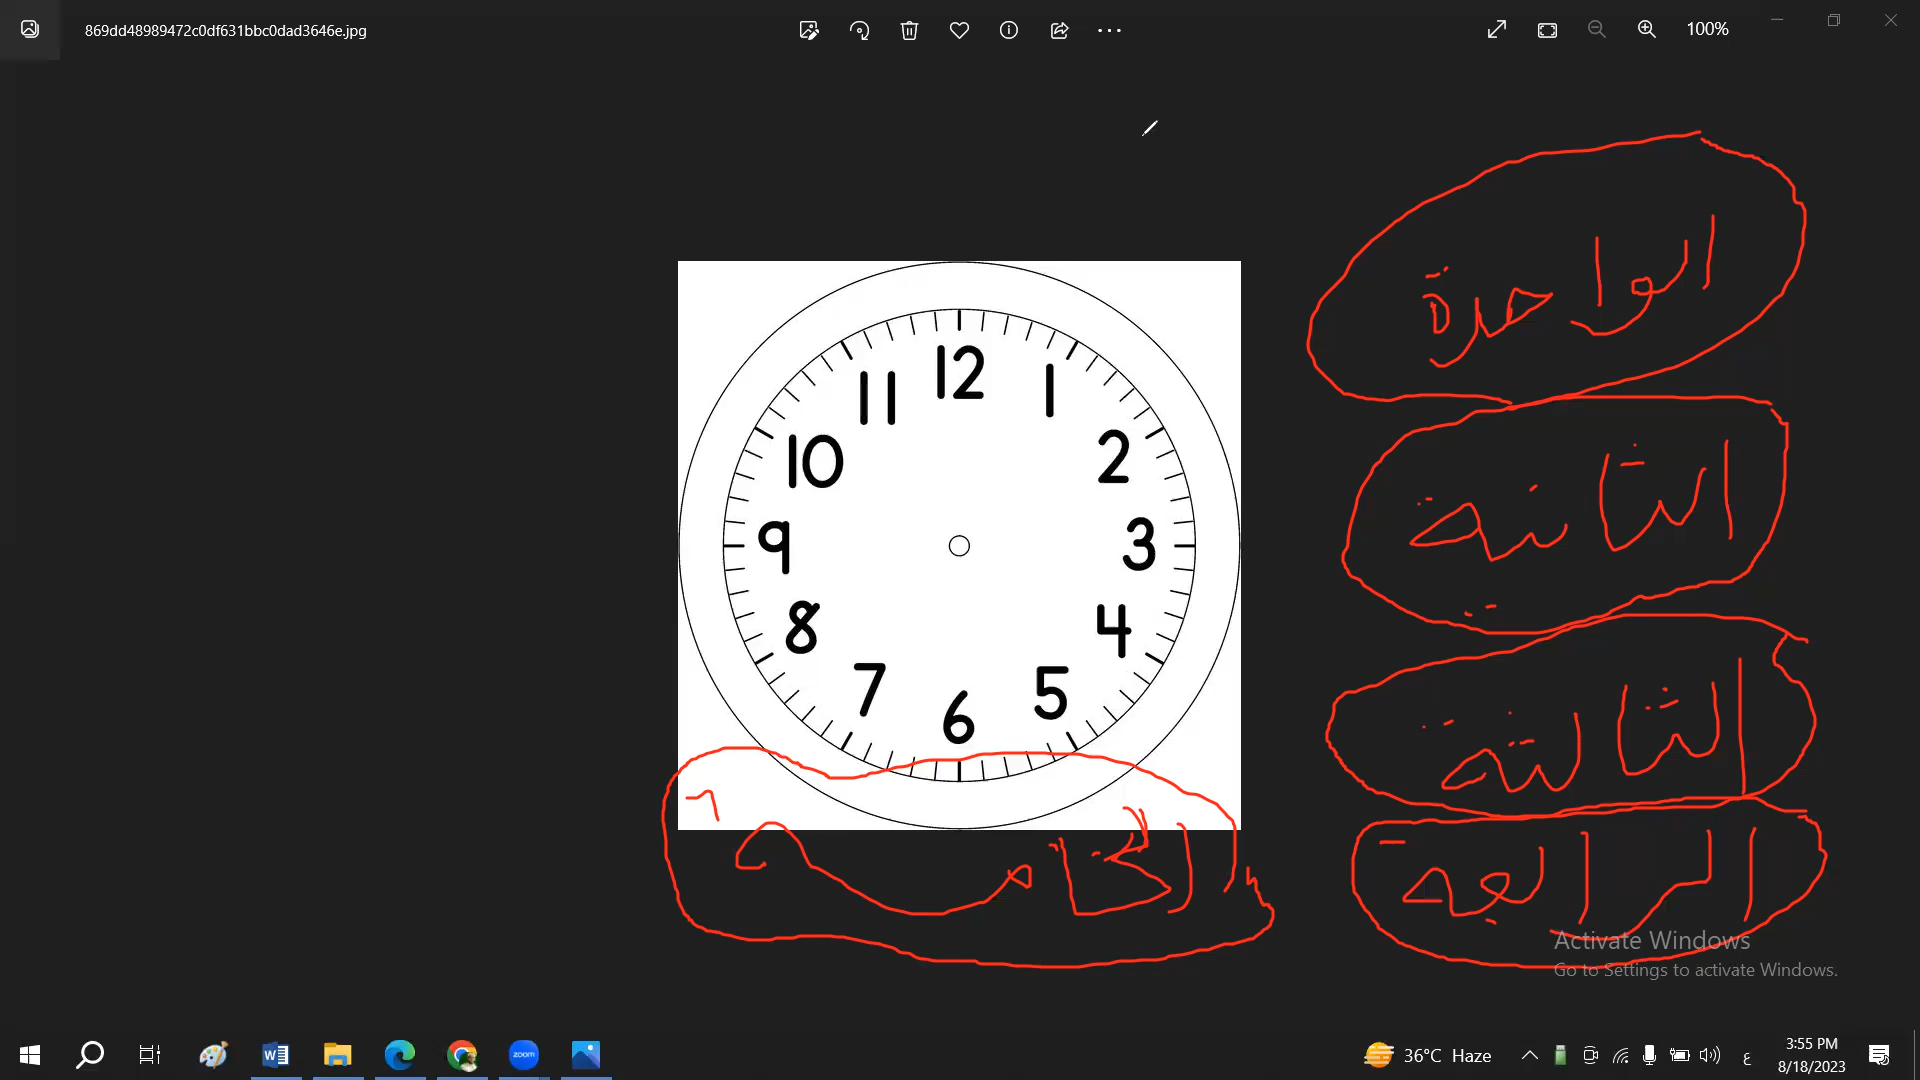 869dd48989472c0df631bbc0dad3646e.jpg
100%
12
11
1
10
2
9
3
8
4
7
5
6
الواحدة
الثانية
الثالثة
الرابعة
Activate Windows
Go to Settings to activate Windows.
W
zoom
36°C Haze
ع
3:55 PM
8/18/2023